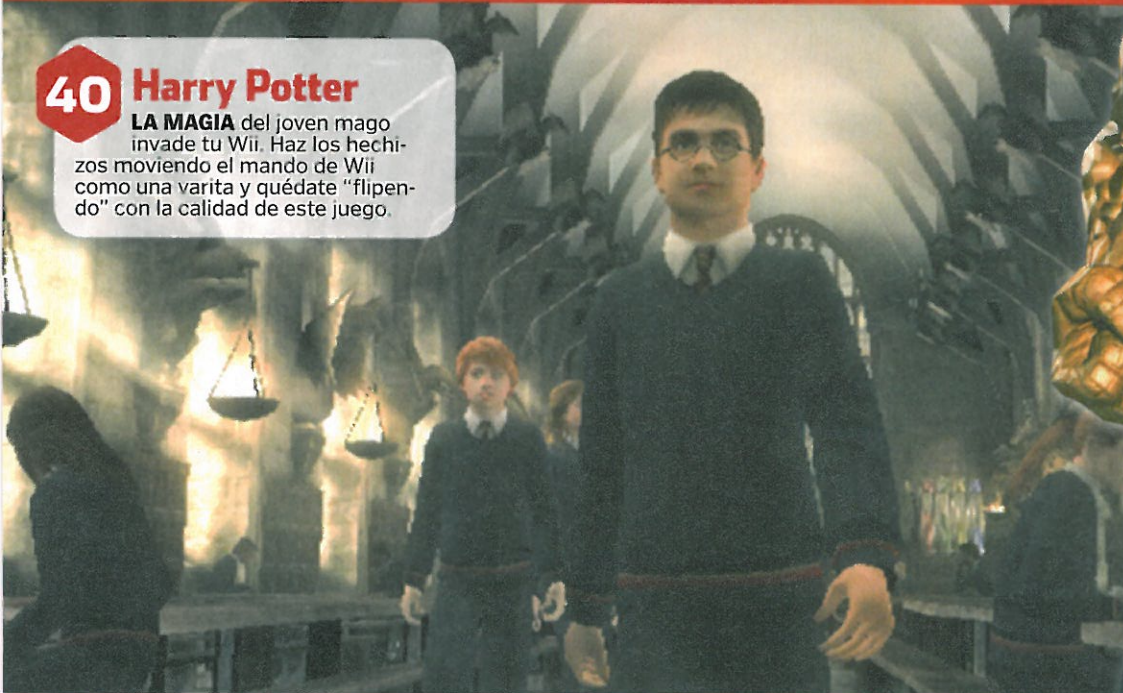 40 Harry Potter
LA MAGIA del joven mago
invade tu Wii. Haz los hechi-
zos moviendo el mando de Wii
como una varita y quédate "flipen-
do" con la calidad de este juego.